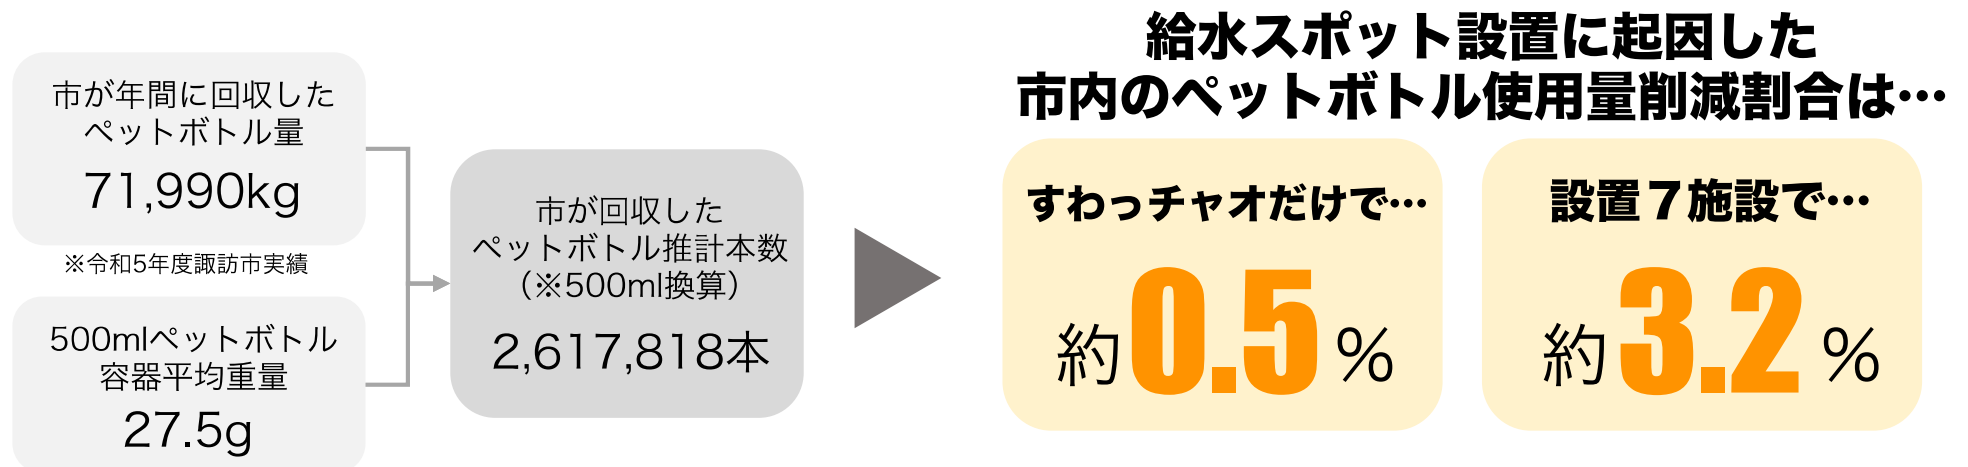 市が年間に回収した
ペットボトル量
71,990kg
※令和5年度諏訪市実績
500mlペットボトル
容器平均重量
27.5g
市が回収した
ペットボトル推計本数
（※500ml換算）
2,617,818本
給水スポット設置に起因した
市内のペットボトル使用量削減割合は…
すわっチャオだけで…
約0.5%
設置7施設で…
約3.2%